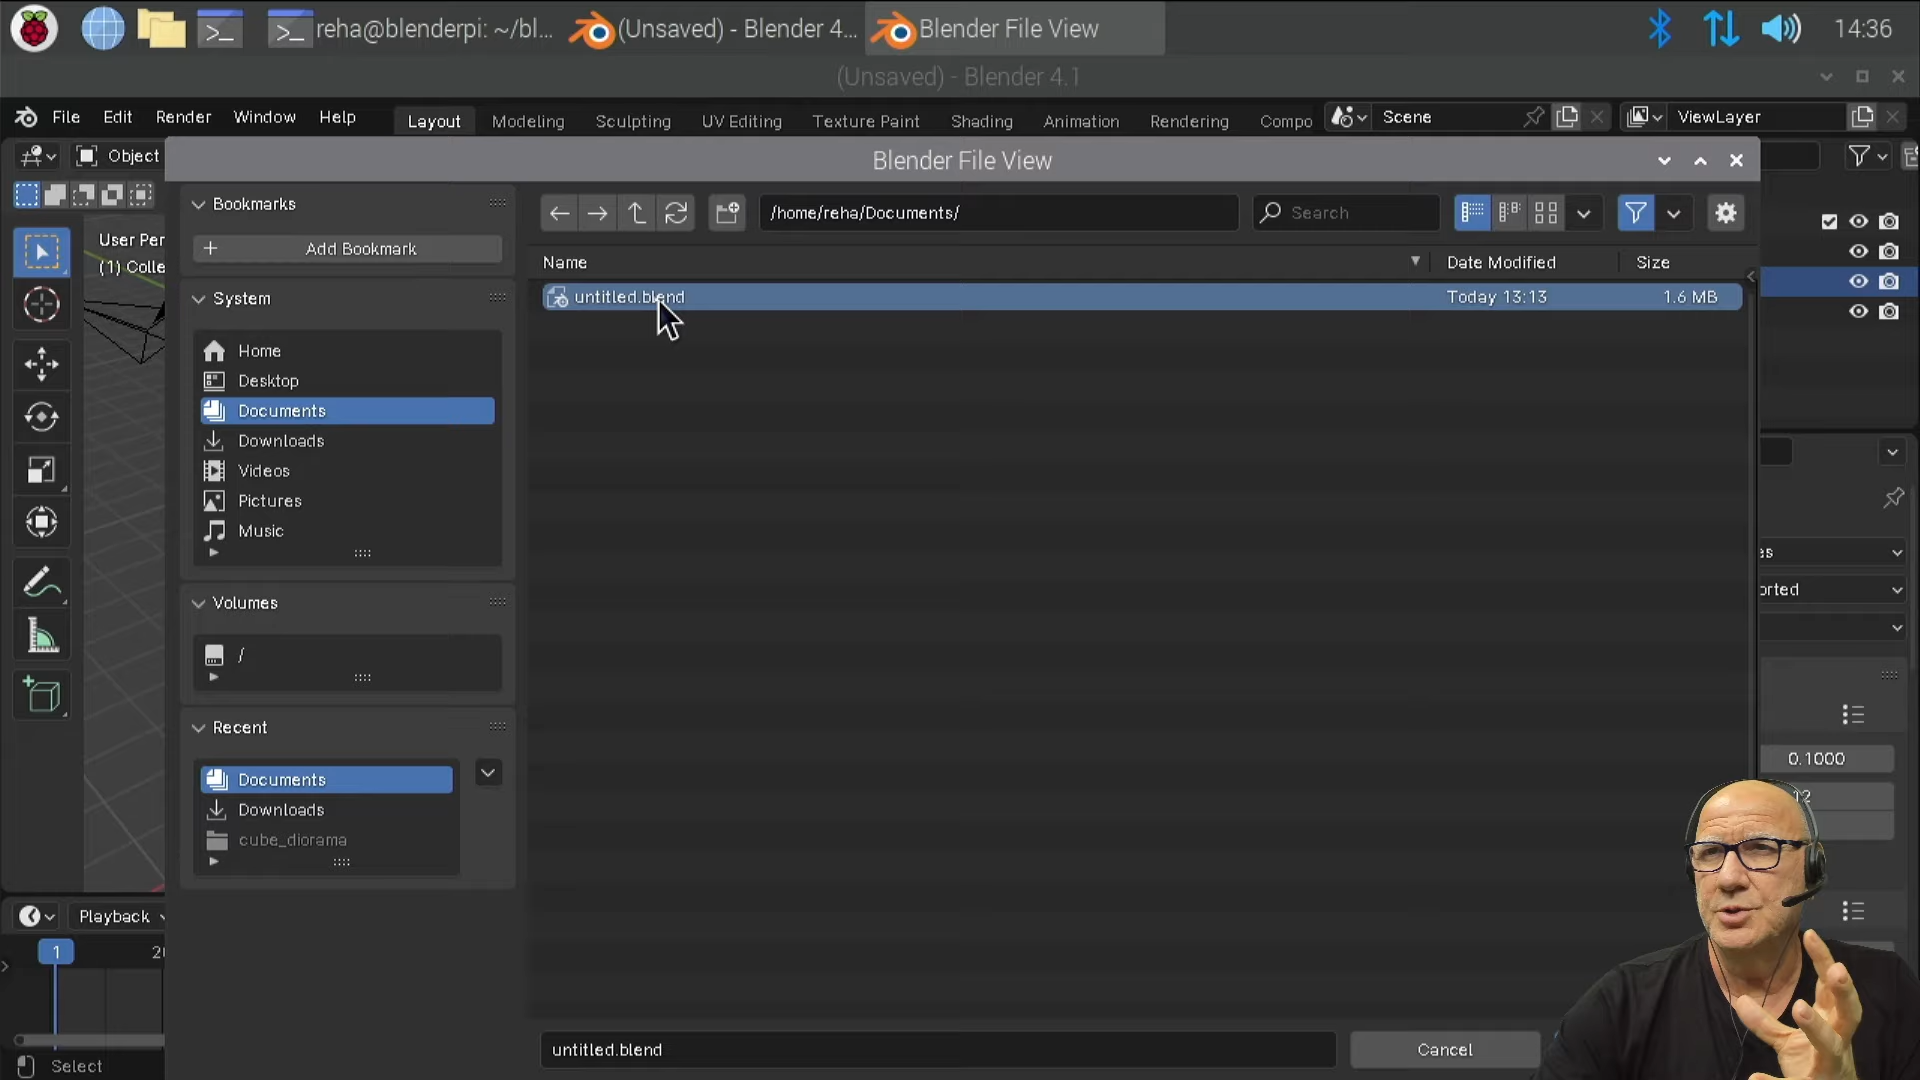 reha@blenderpi: ~/bl...
(Unsaved) - Blender 4...
Blender File View
14:36
(Unsaved) - Blender 4.1
File Edit Render Window Help
Layout Modeling Sculpting UV Editing Texture Paint Shading Animation Rendering Compo
Scene
ViewLayer
Object
Blender File View
User Per
(1) Colle
Bookmarks
Add Bookmark
System
Home
Desktop
Documents
Downloads
Videos
Pictures
Music
Volumes
/
Recent
Documents
Downloads
cube_diorama
/home/reha/Documents/
Search
Name Date Modified Size
untitled.blend Today 13:13 1.6 MB
orted
0.1000
Playback
1
Select
untitled.blend
Cancel